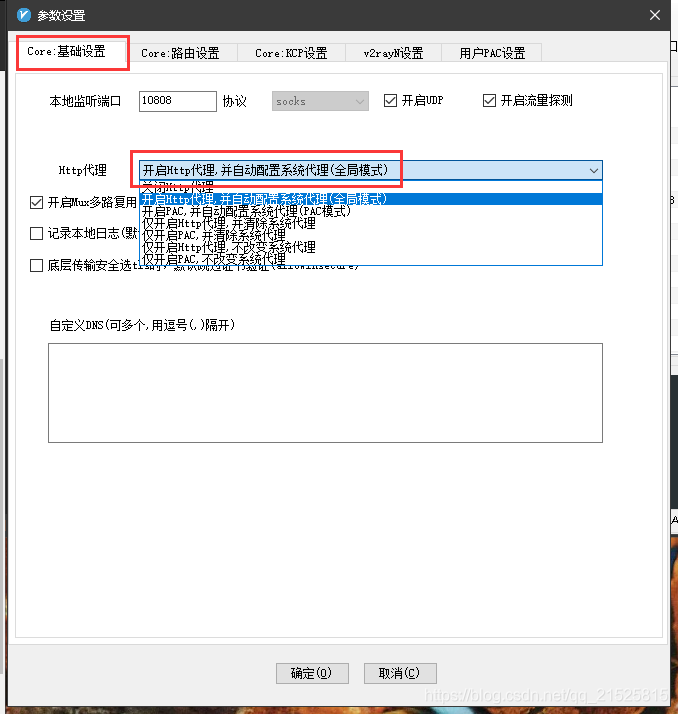 参数设置
Core:基础设置 Core:路由设置 Core:KCP设置 v2rayN设置 用户PAC设置
本地监听端口 10808 协议 socks 开启UDP 开启流量探测
Http代理 开启Http代理,并自动配置系统代理(全局模式)
关闭Http代理
开启Http代理,并自动配置系统代理(全局模式)
开启PAC,并自动配置系统代理(PAC模式)
仅开启Http代理,并清除系统代理
仅开启PAC,并清除系统代理
仅开启Http代理,不改变系统代理
仅开启PAC,不改变系统代理
开启Mux多路复用
记录本地日志(默
底层传输安全选tls时，默认跳过证书验证(allowInsecure)
自定义DNS(可多个,用逗号(,)隔开)
确定(O) 取消(C)
https://blog.csdn.net/qq_21525815